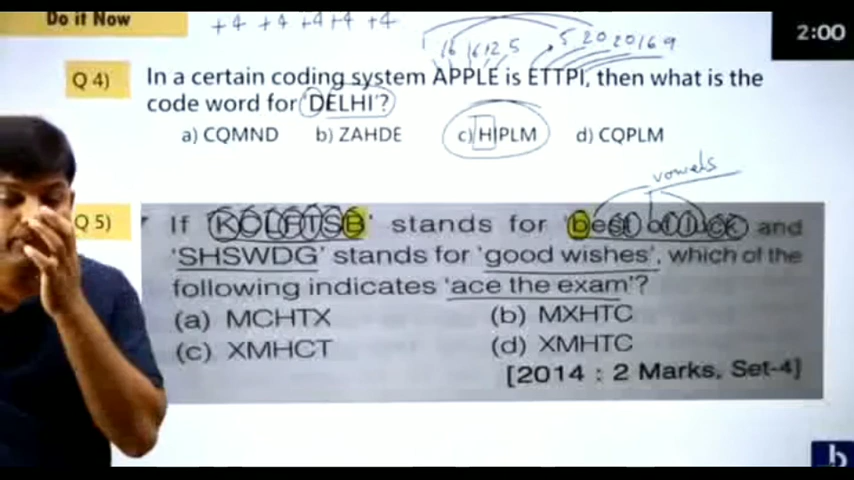 Do it Now
+4 +4 +4 +4 +4
2:00
1 16 16 12 5 5 20 20 16 9
Q 4) In a certain coding system APPLE is ETTPI, then what is the
code word for 'DELHI'?
a) CQMND b) ZAHDE c) HIPLM d) CQPLM
vowels
Q 5) If 'KOLFTSB' stands for 'best of luck' and
'SHSWDG' stands for 'good wishes', which of the
following indicates 'ace the exam'?
(a) MCHTX (b) MXHTC
(c) XMHCT (d) XMHTC
[2014 : 2 Marks, Set-4]
b